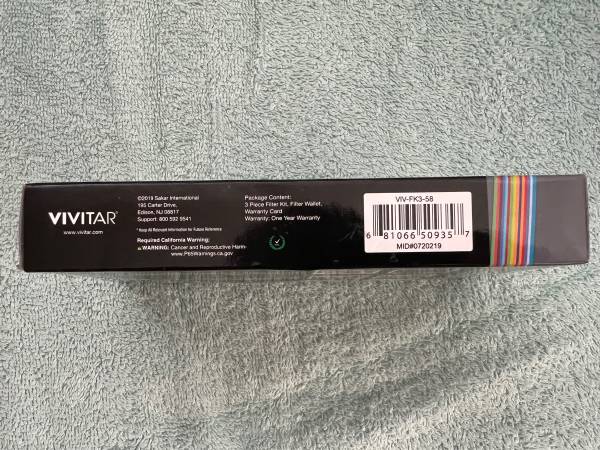 VIVITAR
www.vivitar.com
©2019 Sakar International
195 Carter Drive,
Edison, NJ 08817
Support: 800 592 9541
* Keep All Relevant Information for Future Reference
Required California Warning:
⚠ WARNING: Cancer and Reproductive Harm-
www.P65Warnings.ca.gov
Package Content:
3 Piece Filter Kit, Filter Wallet,
Warranty Card
Warranty: One Year Warranty
VIV-FK3-58
6 81066 50935 7
MID#0720219